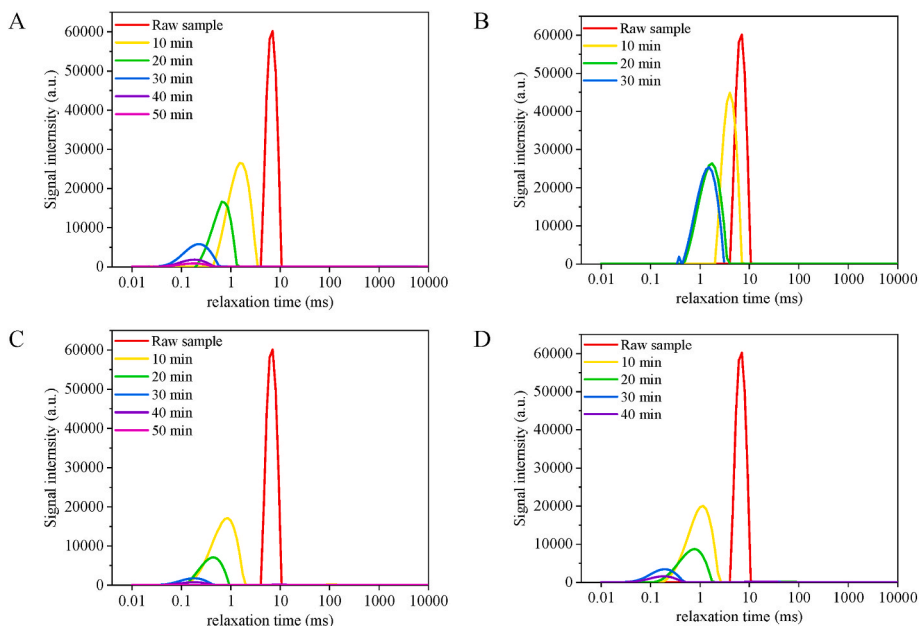 A
Raw sample
10 min
20 min
30 min
40 min
50 min
60000
50000
40000
30000
20000
10000
0
Signal internsity (a.u.)
0.01 0.1 1 10 100 1000 10000
relaxation time (ms)
B
Raw sample
10 min
20 min
30 min
60000
50000
40000
30000
20000
10000
0
Signal internsity (a.u.)
0.01 0.1 1 10 100 1000 10000
relaxation time (ms)
C
Raw sample
10 min
20 min
30 min
40 min
50 min
60000
50000
40000
30000
20000
10000
0
Signal internsity (a.u.)
0.01 0.1 1 10 100 1000 10000
relaxation time (ms)
D
Raw sample
10 min
20 min
30 min
40 min
60000
50000
40000
30000
20000
10000
0
Signal internsity (a.u.)
0.01 0.1 1 10 100 1000 10000
relaxation time (ms)